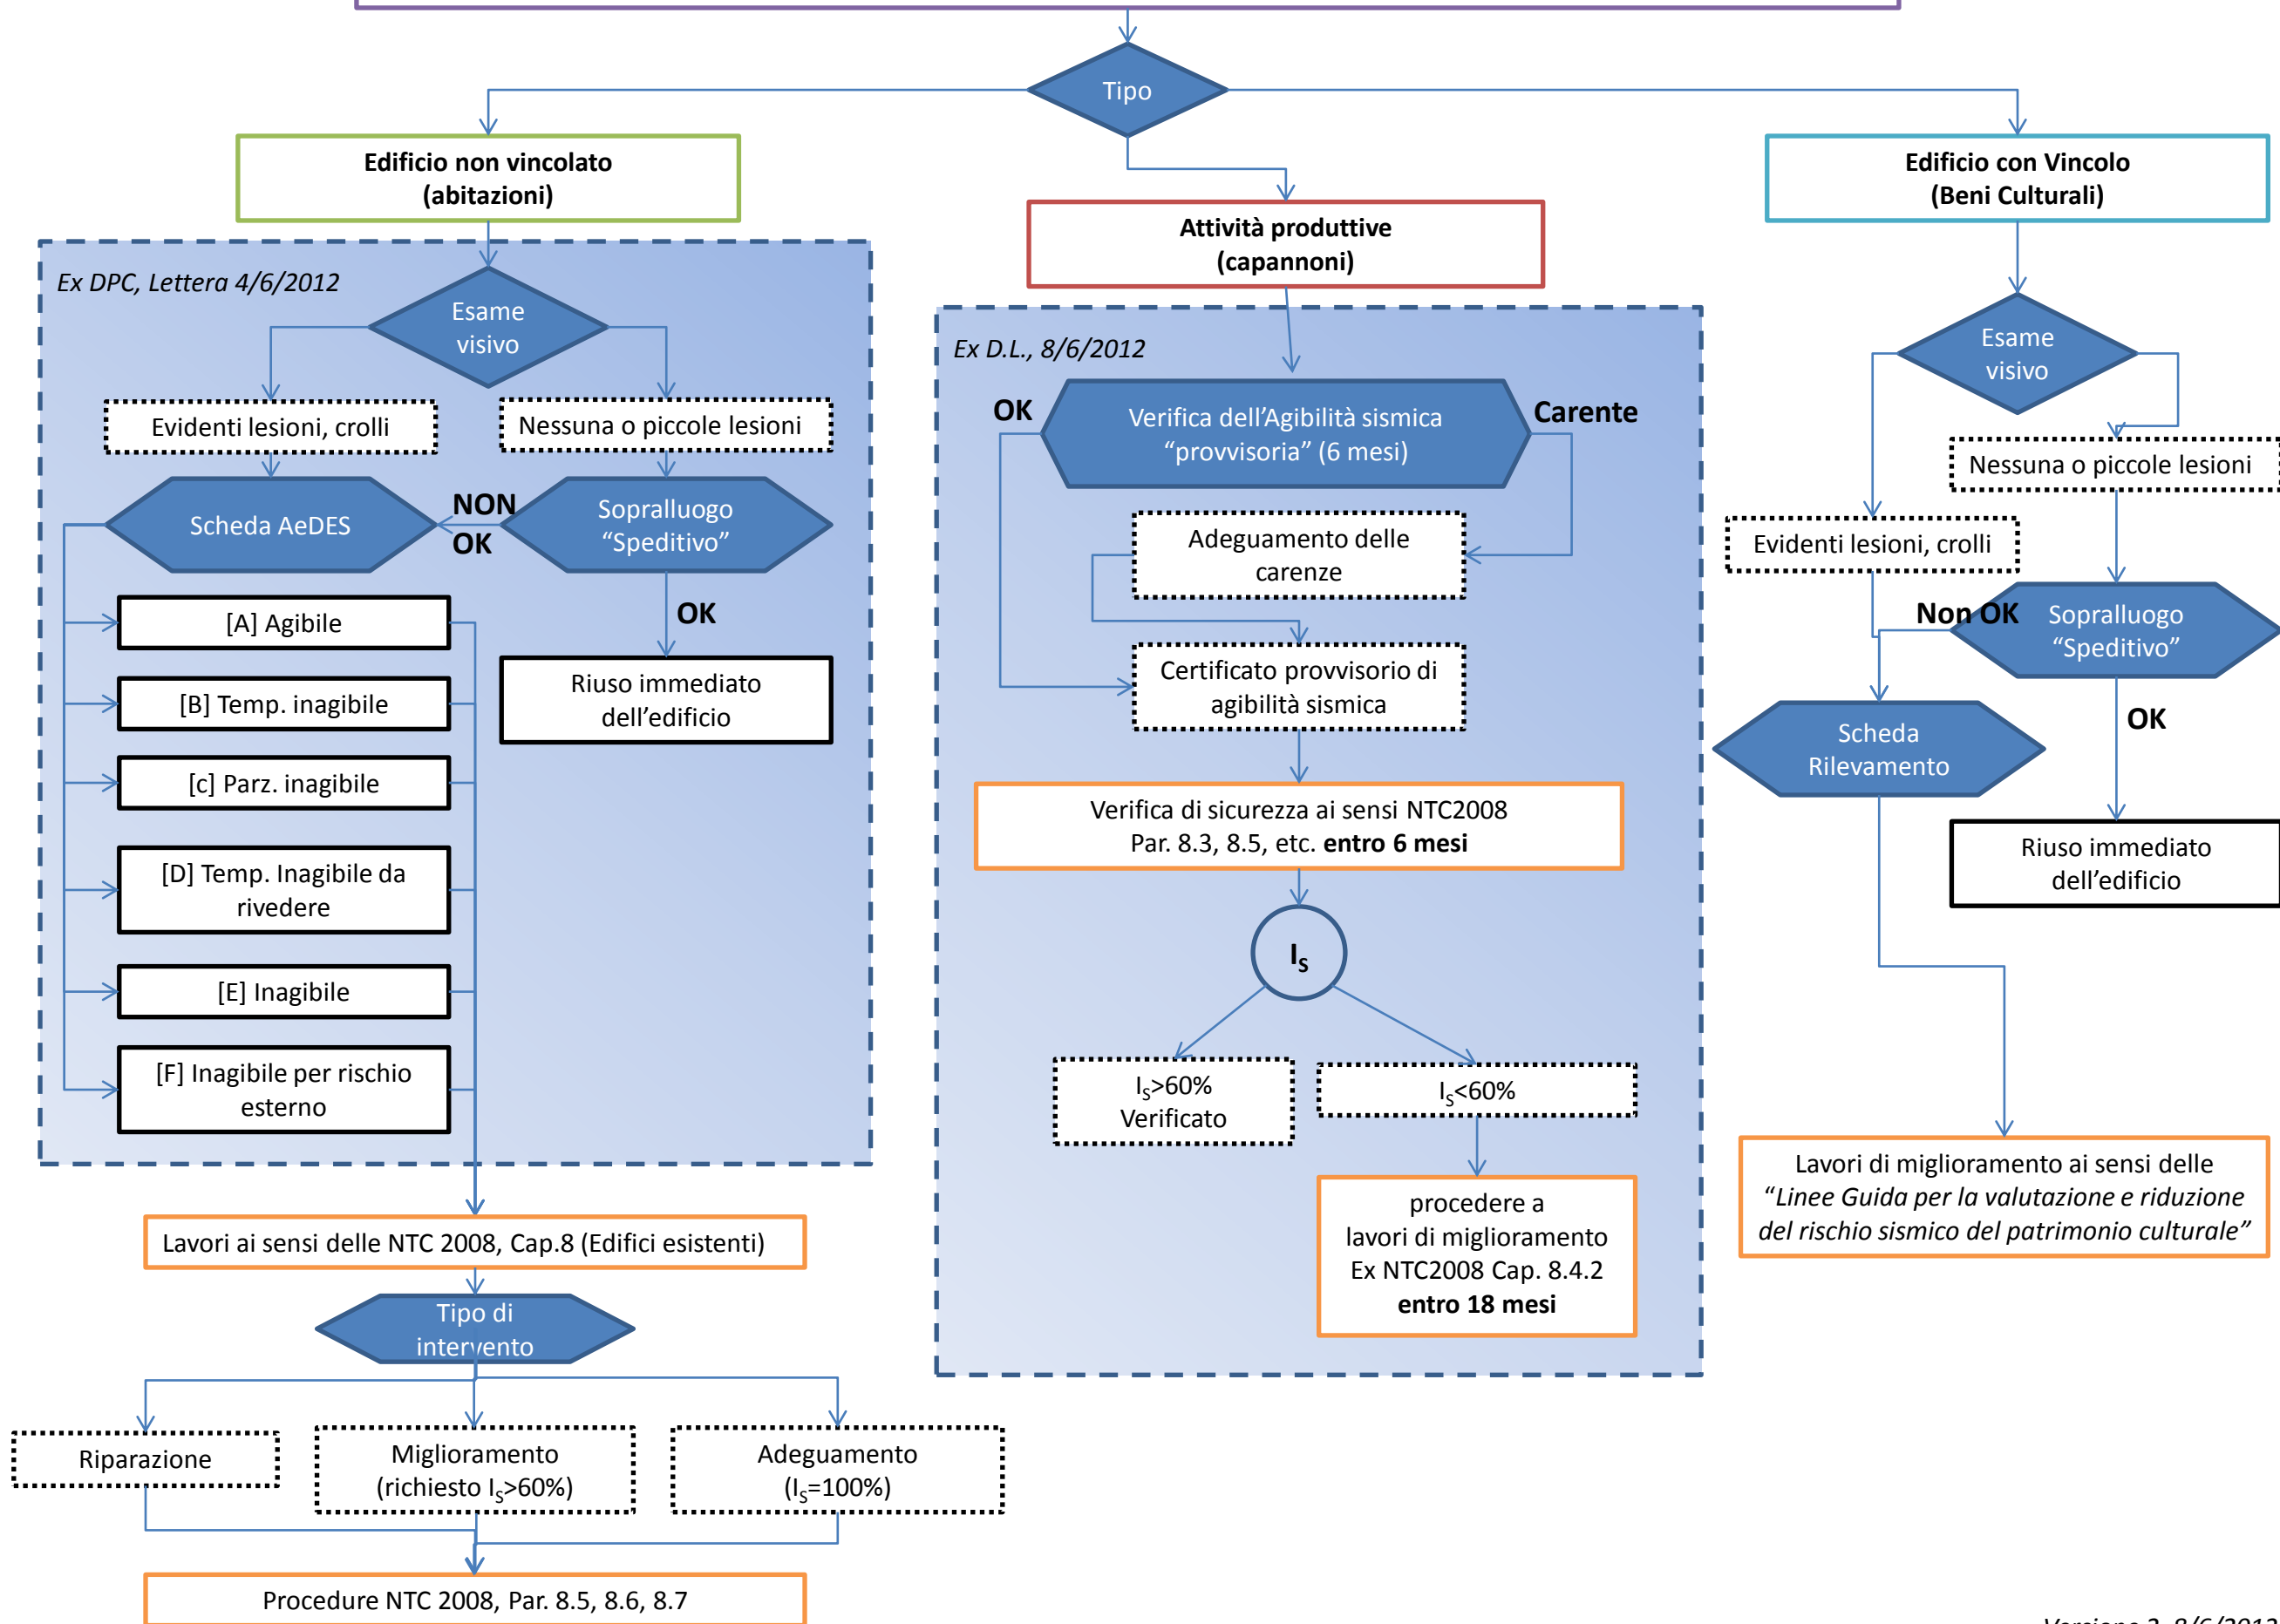 Tipo
Edificio non vincolato
(abitazioni)
Ex DPC, Lettera 4/6/2012
Esame
visivo
Evidenti lesioni, crolli
Nessuna o piccole lesioni
Scheda AeDES
NON
OK
Sopralluogo
“Speditivo”
OK
[A] Agibile
[B] Temp. inagibile
[c] Parz. inagibile
[D] Temp. Inagibile da
rivedere
[E] Inagibile
[F] Inagibile per rischio
esterno
Riuso immediato
dell’edificio
Lavori ai sensi delle NTC 2008, Cap.8 (Edifici esistenti)
Tipo di
intervento
Riparazione
Miglioramento
(richiesto IS>60%)
Adeguamento
(IS=100%)
Procedure NTC 2008, Par. 8.5, 8.6, 8.7
Attività produttive
(capannoni)
Ex D.L., 8/6/2012
OK
Verifica dell’Agibilità sismica
“provvisoria” (6 mesi)
Carente
Adeguamento delle
carenze
Certificato provvisorio di
agibilità sismica
Verifica di sicurezza ai sensi NTC2008
Par. 8.3, 8.5, etc. entro 6 mesi
IS
IS>60%
Verificato
IS<60%
procedere a
lavori di miglioramento
Ex NTC2008 Cap. 8.4.2
entro 18 mesi
Edificio con Vincolo
(Beni Culturali)
Esame
visivo
Nessuna o piccole lesioni
Evidenti lesioni, crolli
Non OK
Sopralluogo
“Speditivo”
OK
Scheda
Rilevamento
Riuso immediato
dell’edificio
Lavori di miglioramento ai sensi delle
“Linee Guida per la valutazione e riduzione
del rischio sismico del patrimonio culturale”
Versione 2, 8/6/2012